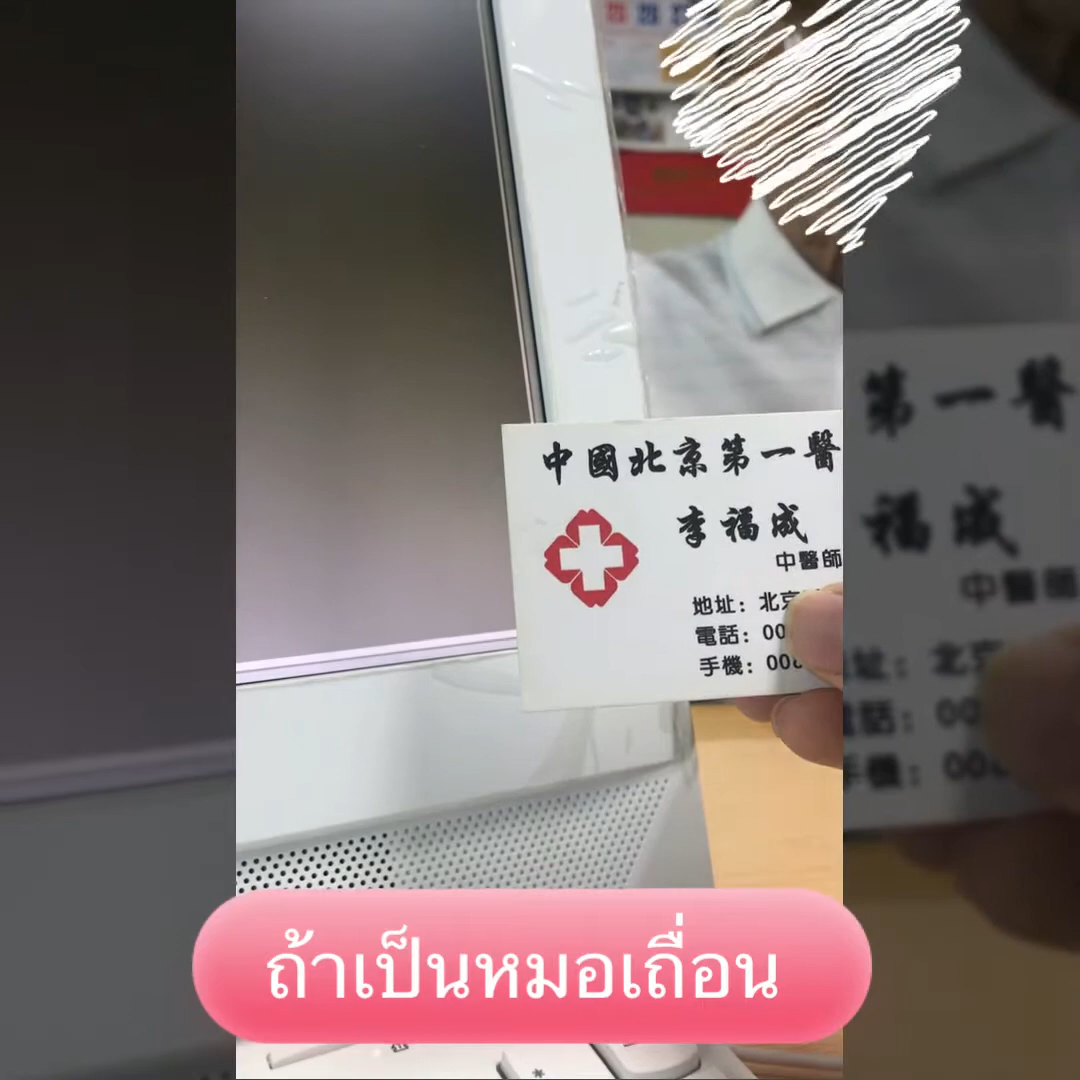 中國北京第一醫
李福成
中醫師
地址：北京
電話：00
手機：008
ถ้าเป็นหมอเถื่อน